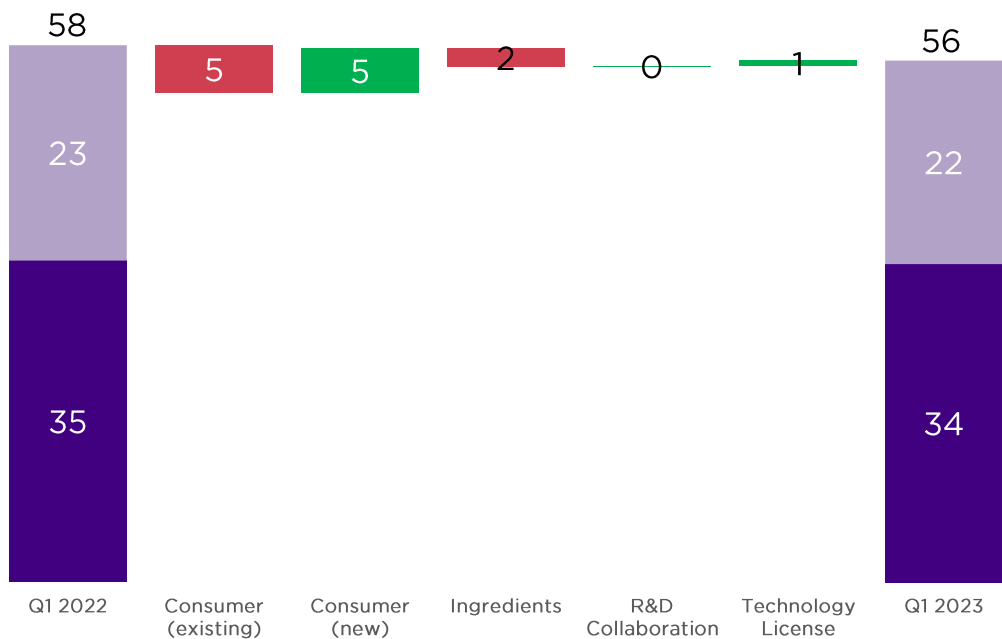 58
56
5
5
2
0
1
23
22
35
34
Q1 2022
Consumer
(existing)
Consumer
(new)
Ingredients
R&D
Collaboration
Technology
License
Q1 2023